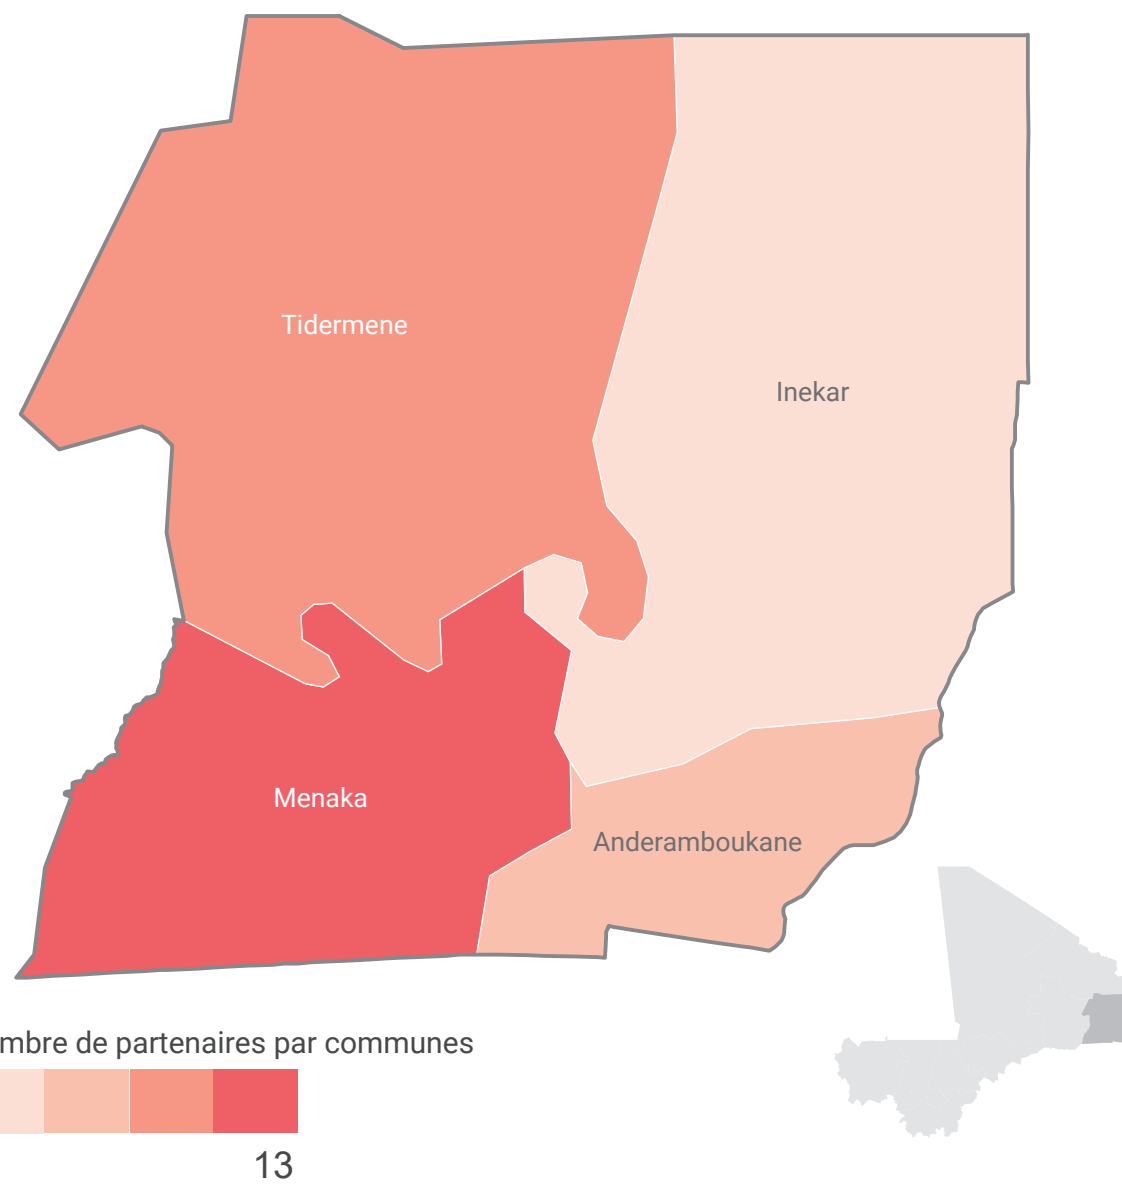 Tidermene
Inekar
Menaka
Anderamboukane
mbre de partenaires par communes
13